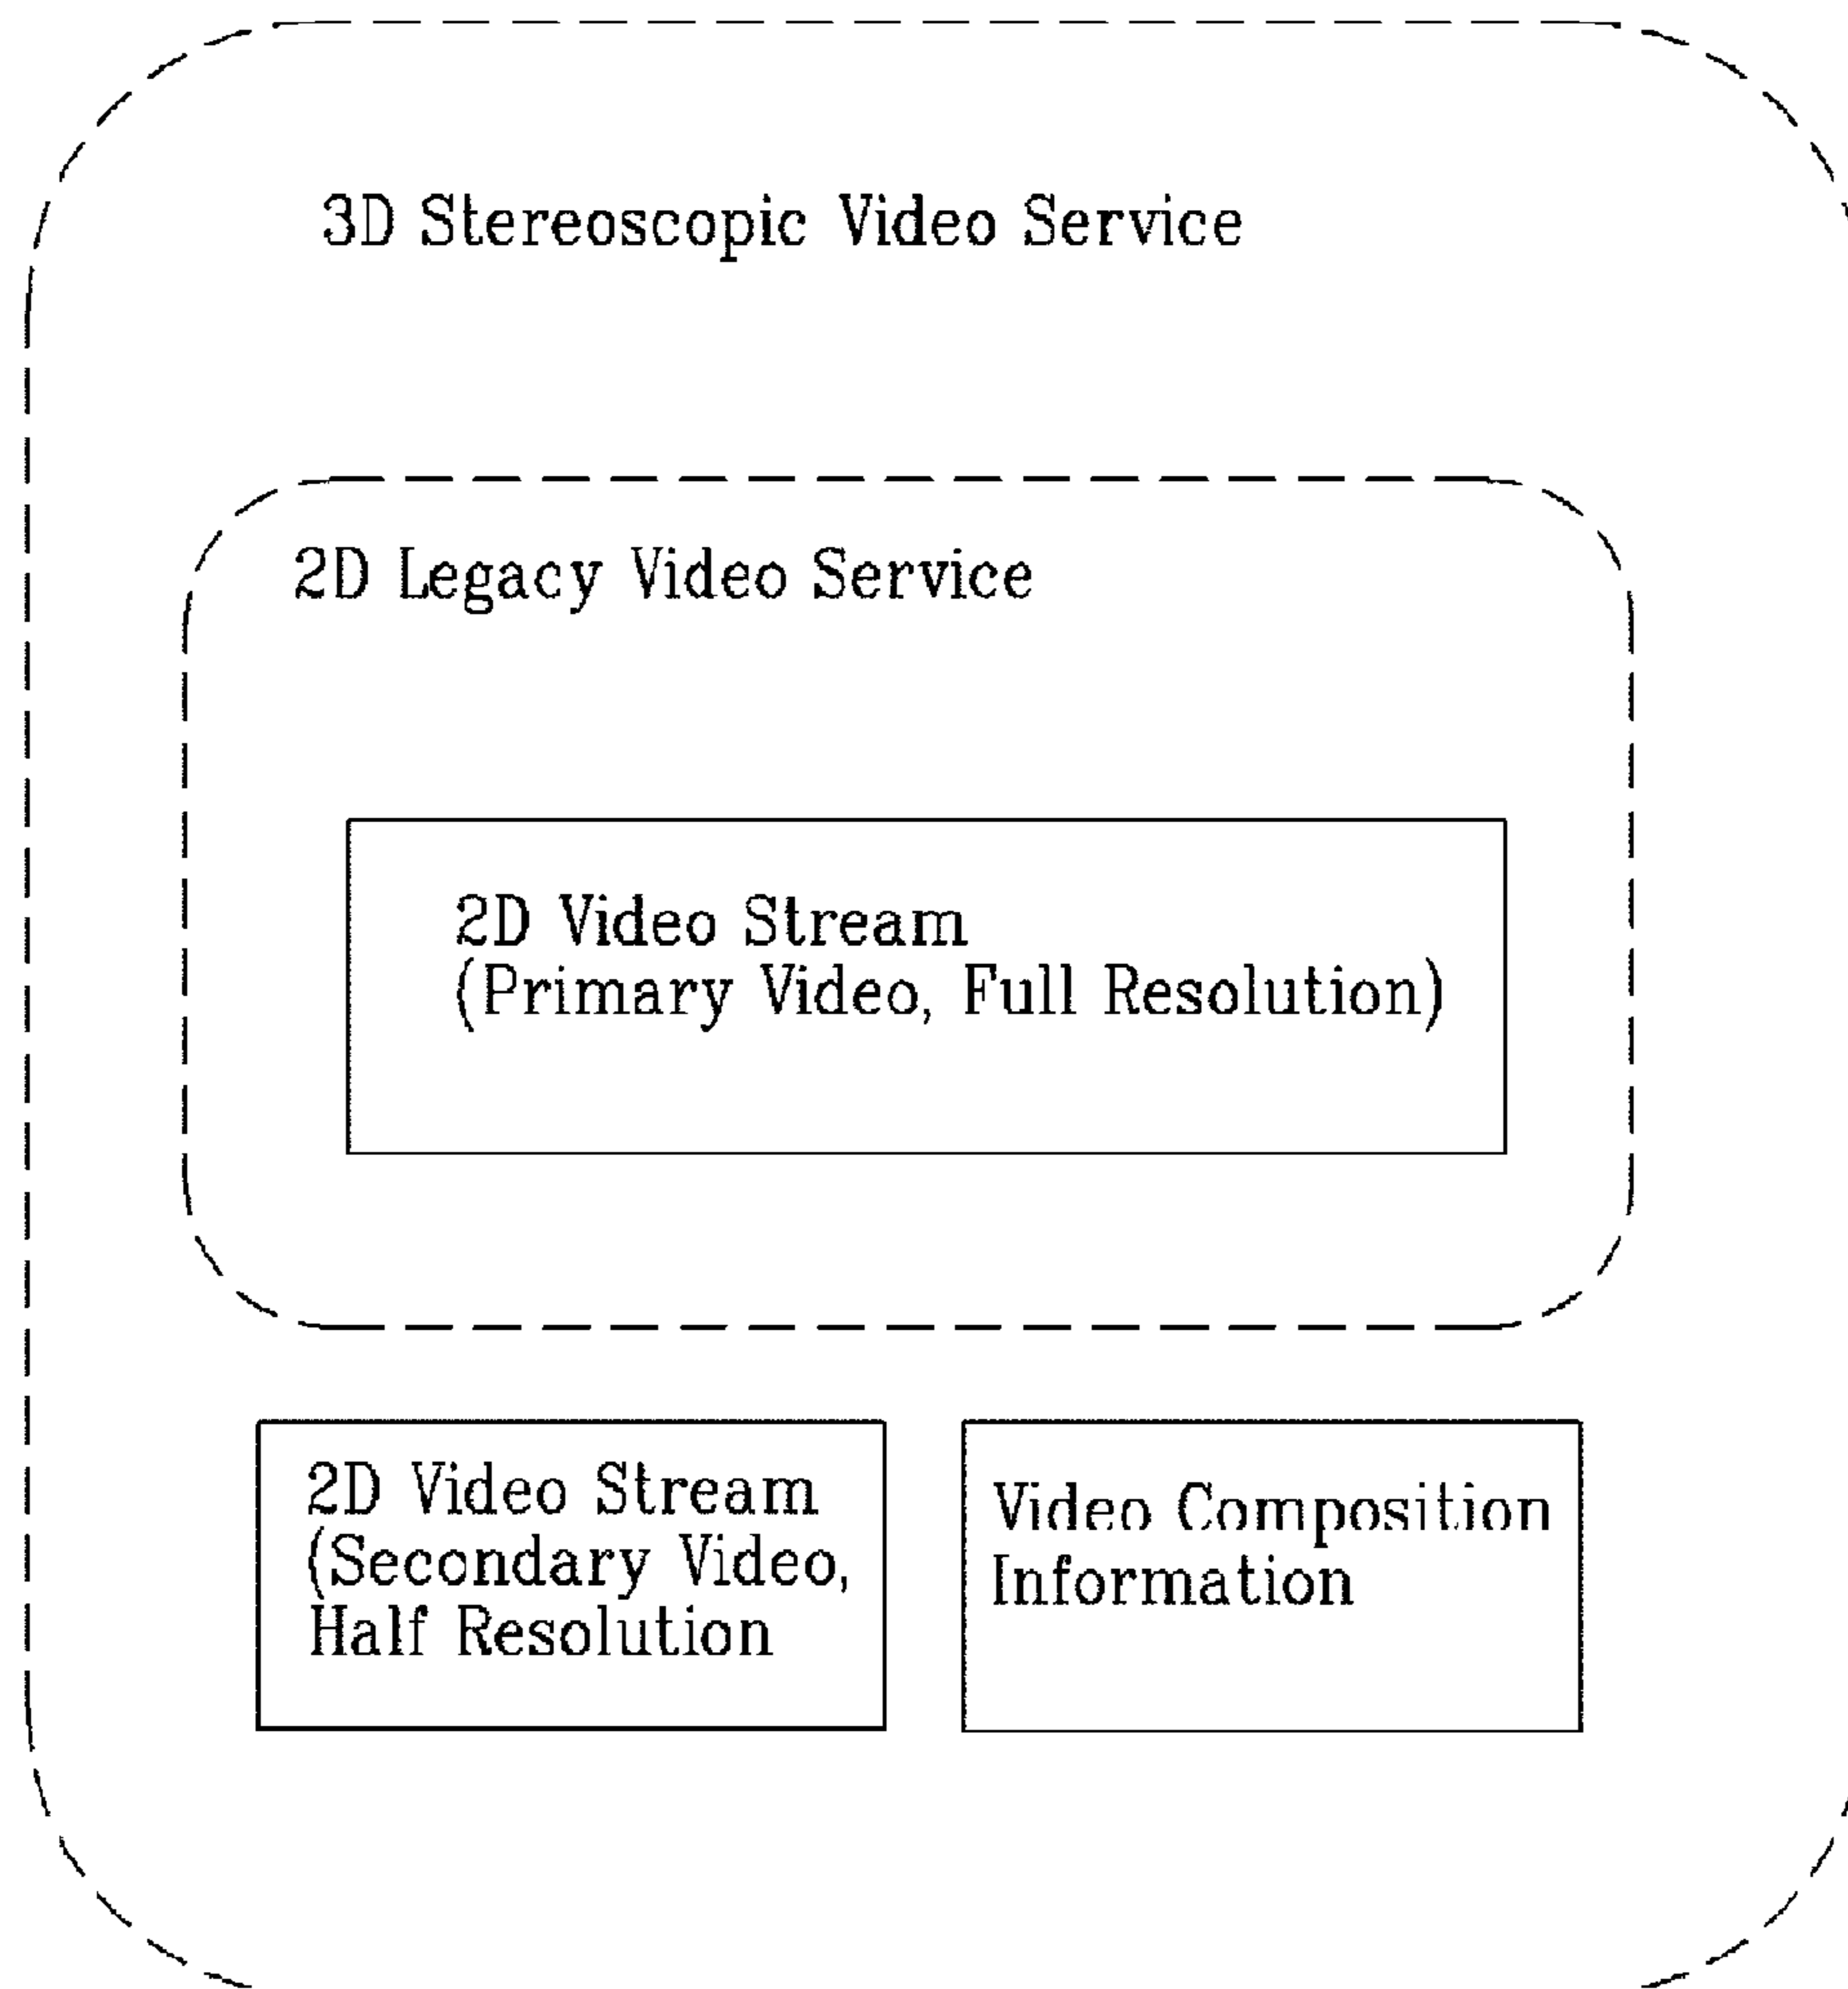 3D Stereoscopic Video Service
2D Legacy Video Service
2D Video Stream
(Primary Video, Full Resolution)
2D Video Stream
(Secondary Video,
Half Resolution
Video Composition
Information